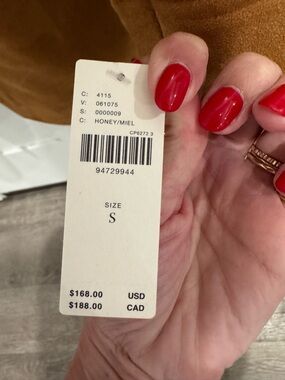 C: 4115
V: 061075
S: 0000009
C: HONEY/MIEL
CP6272 3
94729944
SIZE
S
$168.00 USD
$188.00 CAD